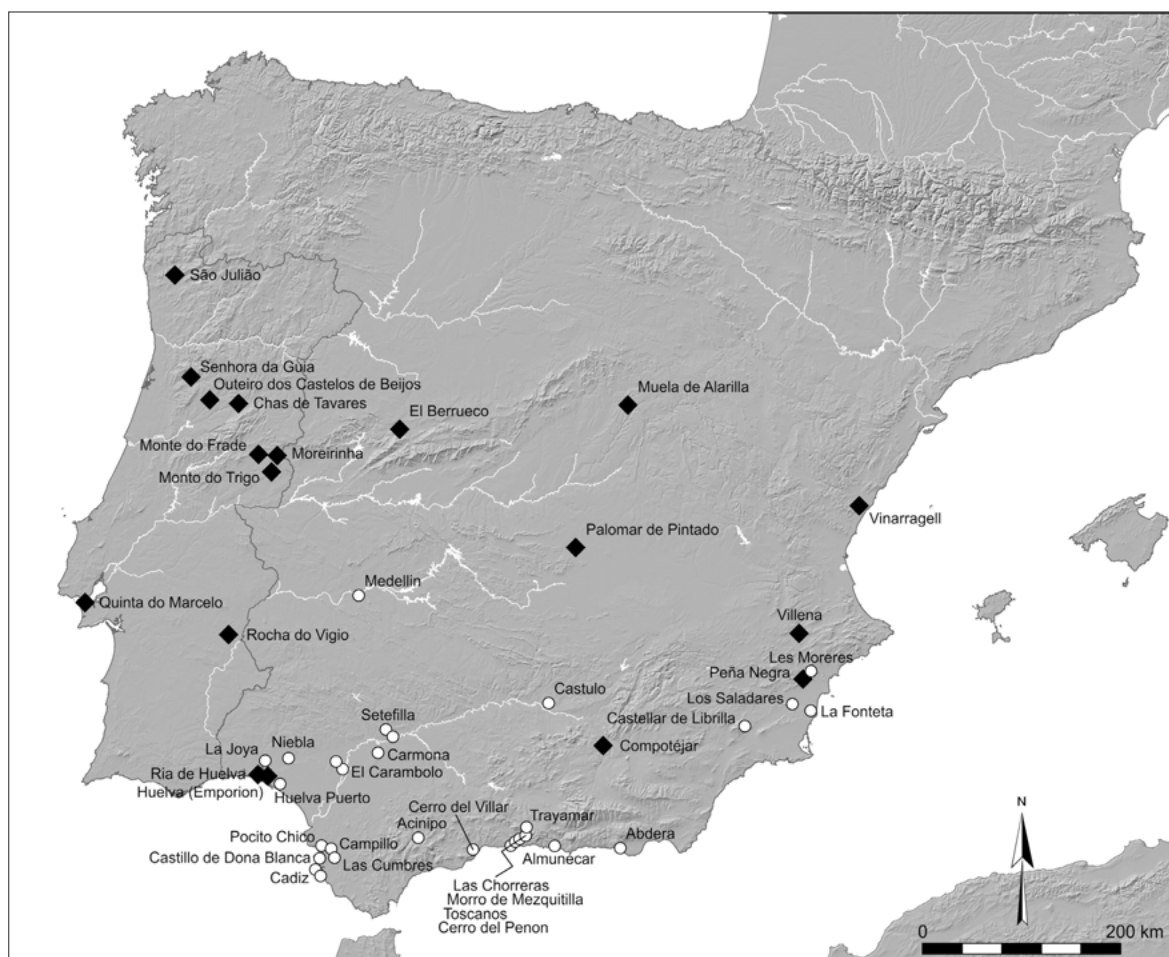 São Julião
Senhora da Guia
Outeiro dos Castelos de Beijos
Chas de Tavares
El Berrueco
Muela de Alarilla
Monte do Frade
Moreirinha
Monto do Trigo
Vinarragell
Palomar de Pintado
Medellin
Quinta do Marcelo
Rocha do Vigio
Villena
Les Moreres
Peña Negra
Castulo
Los Saladares
La Fonteta
Castellar de Librilla
Setefilla
Compotéjar
La Joya
Niebla
Carmona
El Carambolo
Ria de Huelva
Huelva (Emporion)
Huelva Puerto
Cerro del Villar
Trayamar
Acinipo
Pocito Chico
Campillo
Abdera
Castillo de Dona Blanca
Las Cumbres
Almunécar
Cadiz
Las Chorreras
Morro de Mezquitilla
Toscanos
Cerro del Penon
N
0
200 km